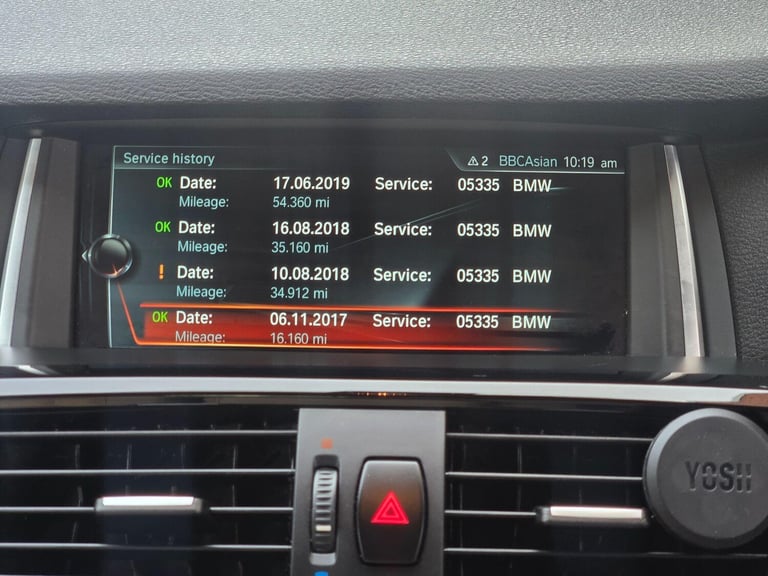 Service history 2 BBCAsian 10:19 am
OK Date: 17.06.2019 Service: 05335 BMW
Mileage: 54.360 mi
OK Date: 16.08.2018 Service: 05335 BMW
Mileage: 35.160 mi
! Date: 10.08.2018 Service: 05335 BMW
Mileage: 34.912 mi
OK Date: 06.11.2017 Service: 05335 BMW
Mileage: 16.160 mi
YOSH